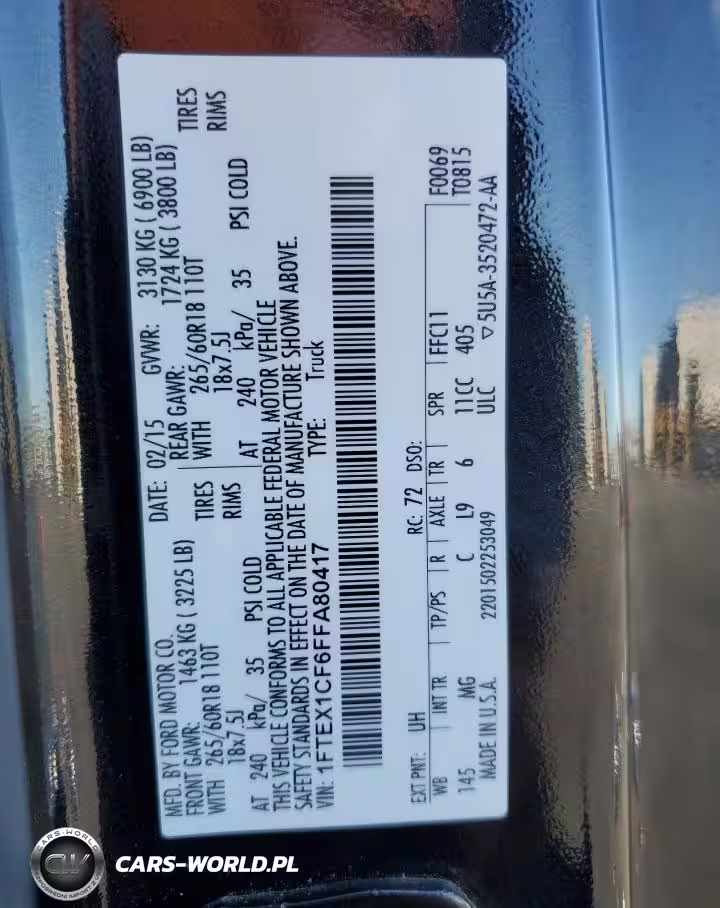 MFD. BY FORD MOTOR CO.
DATE: 02/15 GVWR: 3130 KG ( 6900 LB)
FRONT GAWR: 1463 KG ( 3225 LB) REAR GAWR: 1724 KG ( 3800 LB)
WITH 265/60R18 110T TIRES WITH 265/60R18 110T TIRES
18x7.5J RIMS 18x7.5J RIMS
AT 240 kPa/ 35 PSI COLD AT 240 kPa/ 35 PSI COLD
THIS VEHICLE CONFORMS TO ALL APPLICABLE FEDERAL MOTOR VEHICLE
SAFETY STANDARDS IN EFFECT ON THE DATE OF MANUFACTURE SHOWN ABOVE.
VIN: 1FTEX1CF6FFA80417 TYPE: Truck
F0069
EXT PNT: UH RC: 72 DSO: T0815
WB INT TR TP/PS R AXLE TR SPR FFC11
145 MG C L9 6 11CC 405
MADE IN U.S.A. 2201502253049 ULC ▽5U5A-3520472-AA
CARS-WORLD
CW
CARS-WORLD.PL